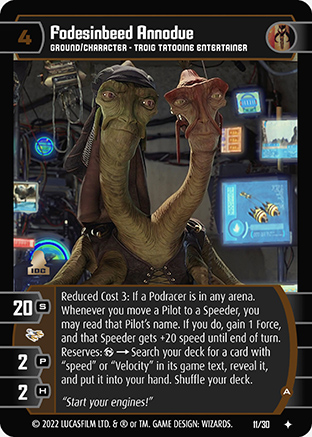 4
Fodesinbeed Annodue
GROUND/CHARACTER - TROIG TATOOINE ENTERTAINER
IDC
20 S
2 P
2 H
Reduced Cost 3: If a Podracer is in any arena.
Whenever you move a Pilot to a Speeder, you
may read that Pilot's name. If you do, gain 1 Force,
and that Speeder gets +20 speed until end of turn.
Reserves: → Search your deck for a card with
"speed" or "Velocity" in its game text, reveal it,
and put it into your hand. Shuffle your deck.
"Start your engines!"
A
© 2022 LUCASFILM LTD. & ® or TM. GAME DESIGN: WIZARDS. 11/30